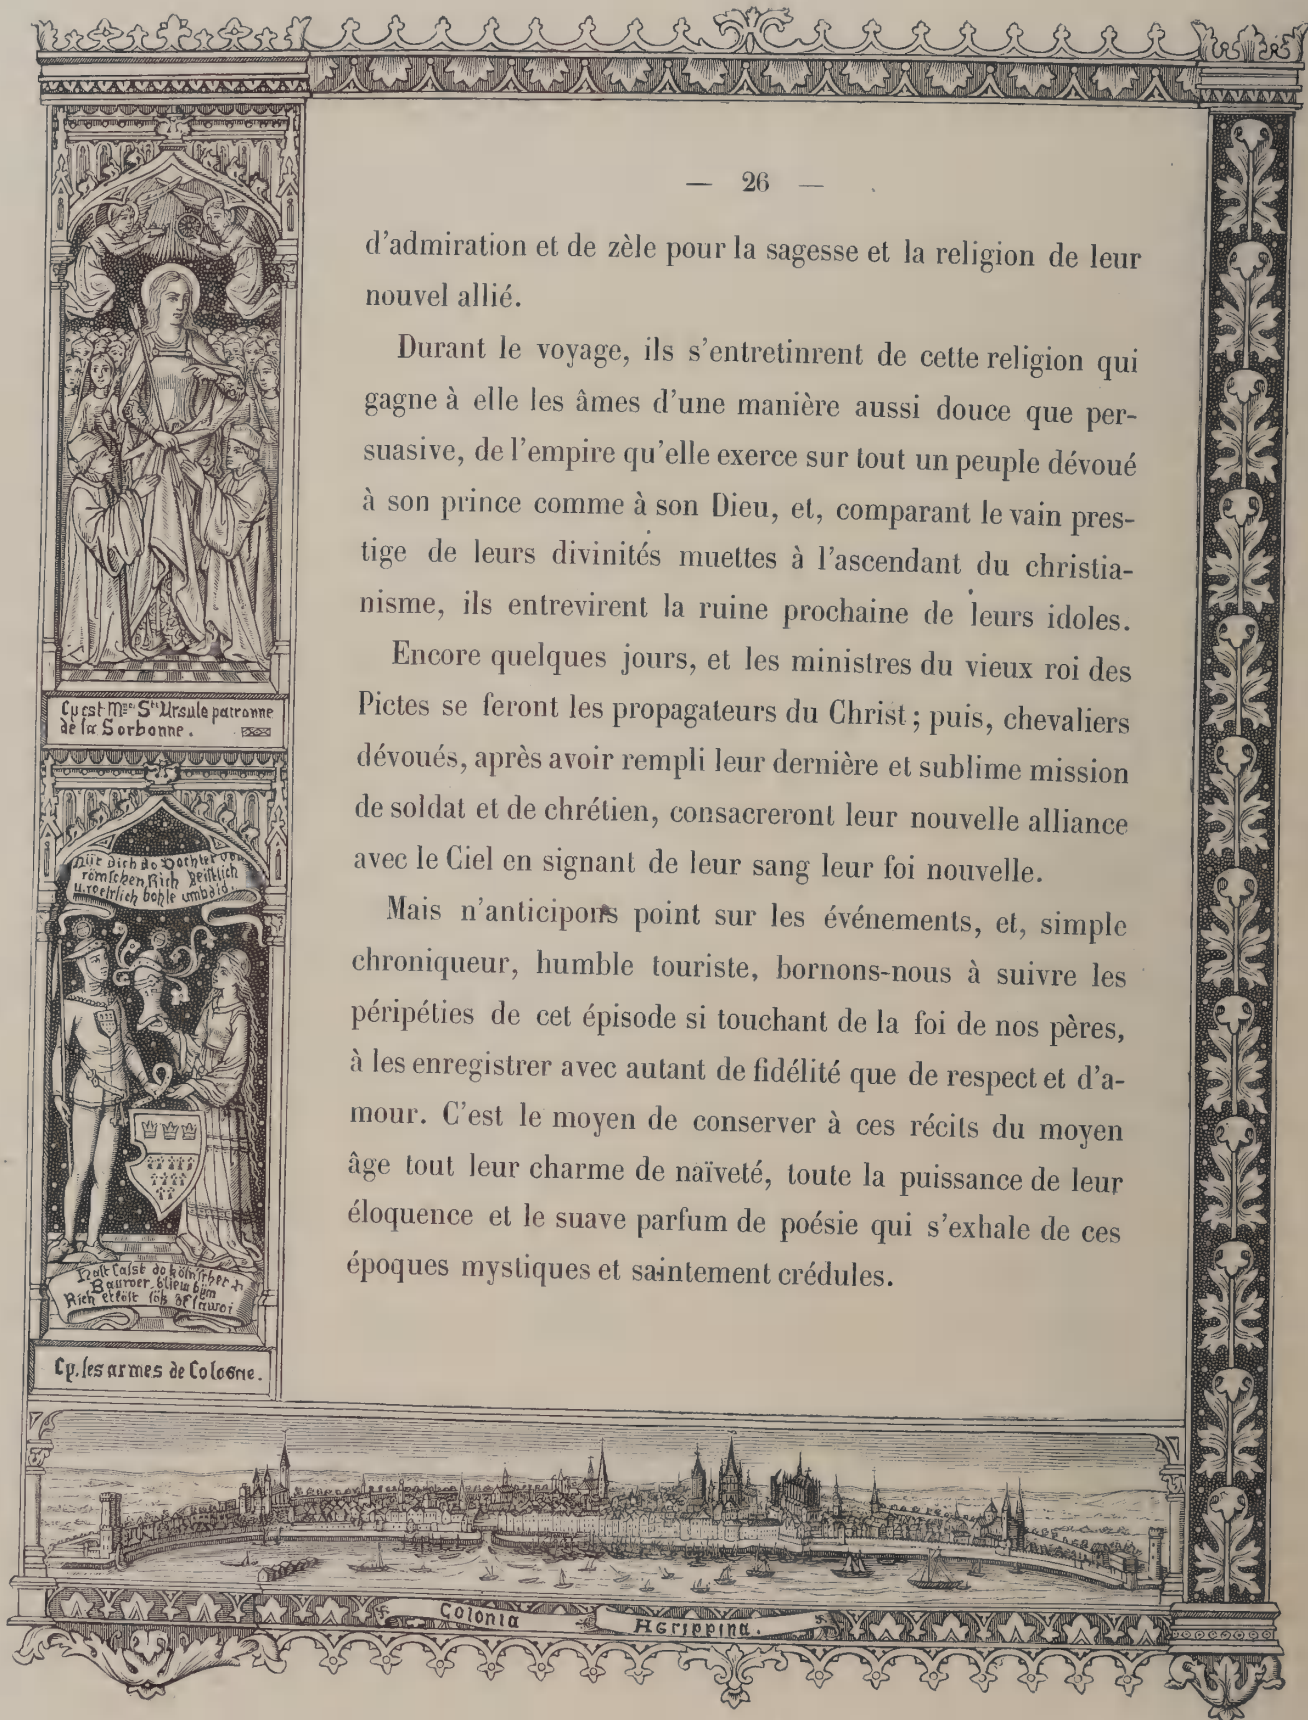 — 26 —
d'admiration et de zèle pour la sagesse et la religion de leur
nouvel allié.
Durant le voyage, ils s'entretinrent de cette religion qui
gagne à elle les âmes d'une manière aussi douce que per-
suasive, de l'empire qu'elle exerce sur tout un peuple dévoué
à son prince comme à son Dieu, et, comparant le vain pres-
tige de leurs divinités muettes à l'ascendant du christia-
nisme, ils entrevirent la ruine prochaine de leurs idoles.
Encore quelques jours, et les ministres du vieux roi des
Pictes se feront les propagateurs du Christ ; puis, chevaliers
dévoués, après avoir rempli leur dernière et sublime mission
de soldat et de chrétien, consacreront leur nouvelle alliance
avec le Ciel en signant de leur sang leur foi nouvelle.
Mais n'anticipons point sur les événements, et, simple
chroniqueur, humble touriste, bornons-nous à suivre les
péripéties de cet épisode si touchant de la foi de nos pères,
à les enregistrer avec autant de fidélité que de respect et d'a-
mour. C'est le moyen de conserver à ces récits du moyen
âge tout leur charme de naïveté, toute la puissance de leur
éloquence et le suave parfum de poésie qui s'exhale de ces
époques mystiques et saintement crédules.
Cy est Mme Ste Ursule patronne
de la Sorbonne.
dich do Dochter
römschen Rich
Halt fasst do kölnscher
Rich
Cy. les armes de Cologne.
Colonia
Agrippina.